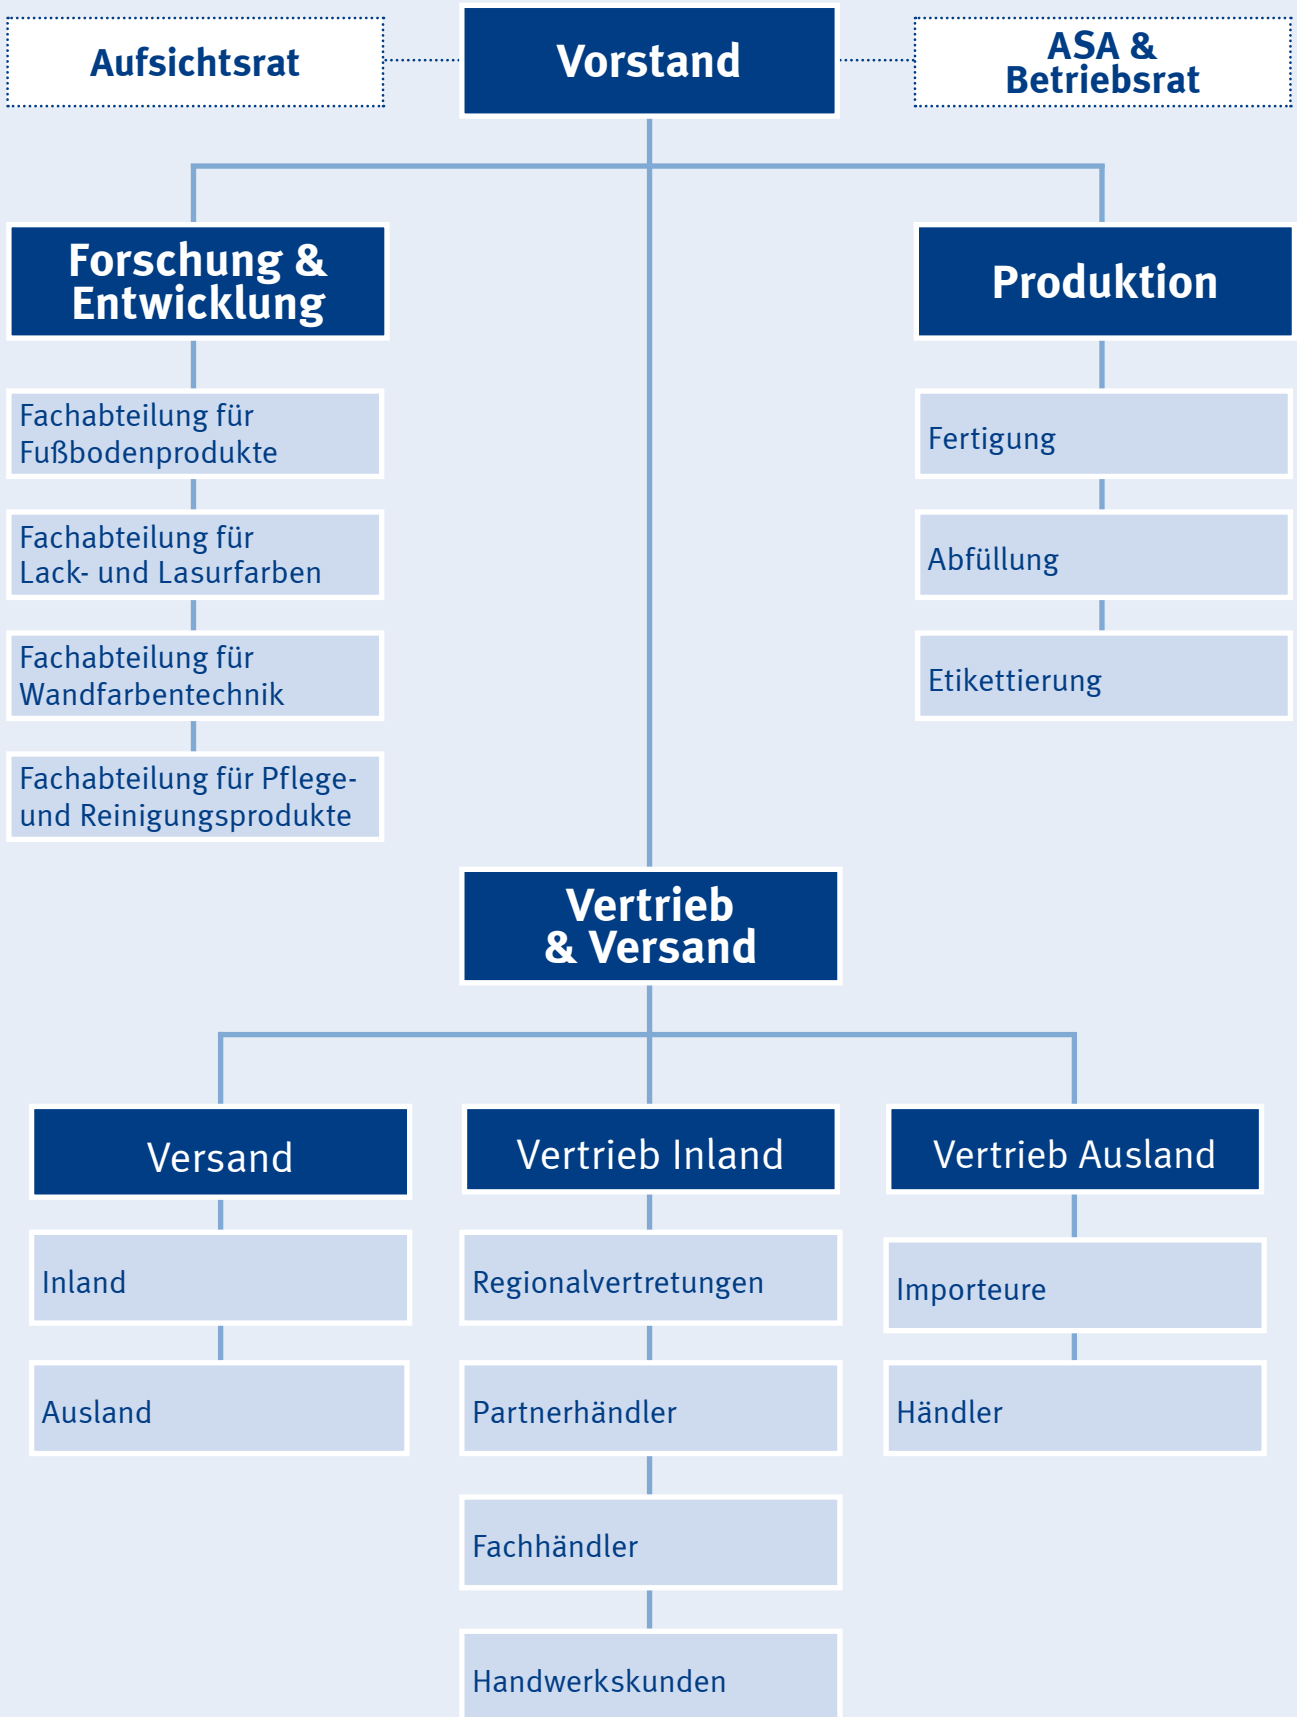 Aufsichtsrat
Vorstand
ASA &
Betriebsrat
Forschung &
Entwicklung
Fachabteilung für
Fußbodenprodukte
Fachabteilung für
Lack- und Lasurfarben
Fachabteilung für
Wandfarbentechnik
Fachabteilung für Pflege-
und Reinigungsprodukte
Produktion
Fertigung
Abfüllung
Etikettierung
Vertrieb
& Versand
Versand
Inland
Ausland
Vertrieb Inland
Regionalvertretungen
Partnerhändler
Fachhändler
Handwerkskunden
Vertrieb Ausland
Importeure
Händler